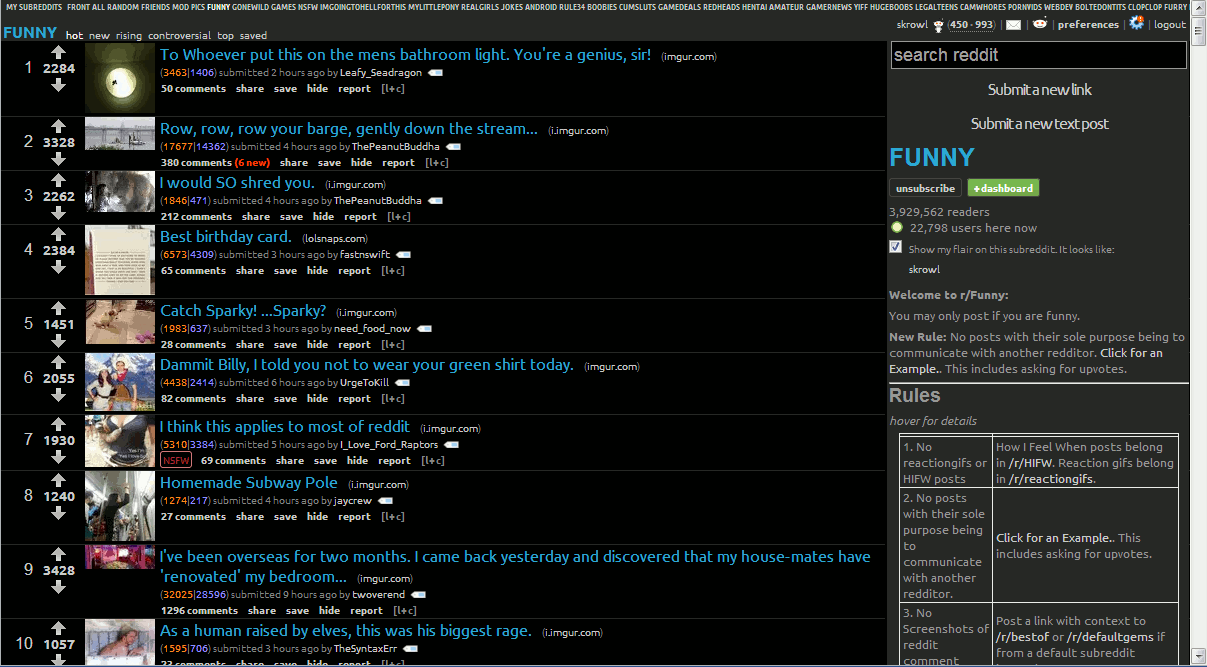 MY SUBREDDITS FRONT ALL RANDOM FRIENDS MOD PICS FUNNY GONEWILD GAMES NSFW IMGOINGTOHELLFORTHIS MYLITTLEPONY REALGIRLS JOKES ANDROID RULE34 BOOBIES CUMSLUTS GAMEDEALS REDHEADS HENTAI AMATEUR GAMERNEWS YIFF HUGEBOOBS LEGALTEENS CAMWHORES PORNVIDS WEBDEV BOLTEDONTITS CLOPCLOP FURRY
FUNNY hot new rising controversial top saved
skrowl (450 · 993) | | | preferences | | logout
1
2284
To Whoever put this on the mens bathroom light. You're a genius, sir! (imgur.com)
(3463|1406) submitted 2 hours ago by Leafy_Seadragon
50 comments share save hide report [l+c]
2
3328
Row, row, row your barge, gently down the stream... (i.imgur.com)
(17677|14362) submitted 4 hours ago by ThePeanutBuddha
380 comments (6 new) share save hide report [l+c]
3
2262
I would SO shred you. (i.imgur.com)
(1846|471) submitted 4 hours ago by ThePeanutBuddha
212 comments share save hide report [l+c]
4
2384
Best birthday card. (lolsnaps.com)
(6573|4309) submitted 3 hours ago by fastnswift
65 comments share save hide report [l+c]
5
1451
Catch Sparky! ...Sparky? (i.imgur.com)
(1983|637) submitted 3 hours ago by need_food_now
28 comments share save hide report [l+c]
6
2055
Dammit Billy, I told you not to wear your green shirt today. (imgur.com)
(4438|2414) submitted 6 hours ago by UrgeToKill
82 comments share save hide report [l+c]
7
1930
I think this applies to most of reddit (i.imgur.com)
(5310|3384) submitted 5 hours ago by I_Love_Ford_Raptors
NSFW 69 comments share save hide report [l+c]
8
1240
Homemade Subway Pole (i.imgur.com)
(1274|217) submitted 4 hours ago by jaycrew
27 comments share save hide report [l+c]
9
3428
I've been overseas for two months. I came back yesterday and discovered that my house-mates have
'renovated' my bedroom... (imgur.com)
(32025|28596) submitted 9 hours ago by twoverend
1296 comments share save hide report [l+c]
10
1057
As a human raised by elves, this was his biggest rage. (i.imgur.com)
(1595|706) submitted 3 hours ago by TheSyntaxErr
comments share save hide report [l+c]
search reddit
Submit a new link
Submit a new text post
FUNNY
unsubscribe +dashboard
3,929,562 readers
22,798 users here now
Show my flair on this subreddit. It looks like:
skrowl
Welcome to r/Funny:
You may only post if you are funny.
New Rule: No posts with their sole purpose being to
communicate with another redditor. Click for an
Example.. This includes asking for upvotes.
Rules
hover for details
1. No
reactiongifs or
HIFW posts
How I Feel When posts belong
in /r/HIFW. Reaction gifs belong
in /r/reactiongifs.
2. No posts
with their sole
purpose being
to
communicate
with another
redditor.
Click for an Example.. This
includes asking for upvotes.
3. No
Screenshots of
reddit
comment
Post a link with context to
/r/bestof or /r/defaultgems if
from a default subreddit